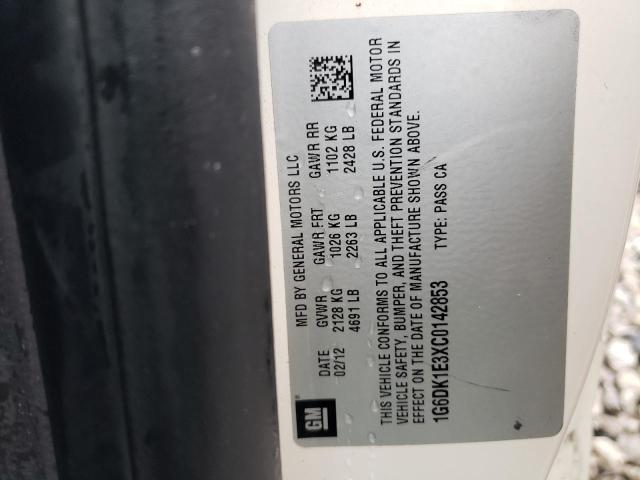 GM
MFD BY GENERAL MOTORS LLC
DATE GVWR GAWR FRT GAWR RR
02/12 2128 KG 1026 KG 1102 KG
4691 LB 2263 LB 2428 LB
THIS VEHICLE CONFORMS TO ALL APPLICABLE U.S. FEDERAL MOTOR
VEHICLE SAFETY, BUMPER, AND THEFT PREVENTION STANDARDS IN
EFFECT ON THE DATE OF MANUFACTURE SHOWN ABOVE.
1G6DK1E3XC0142853 TYPE: PASS CA